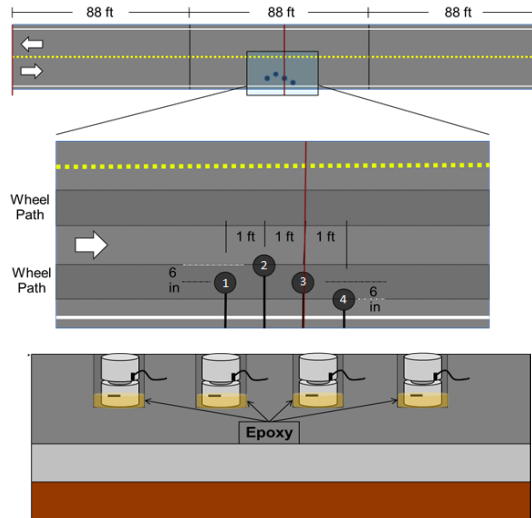 88 ft 88 ft 88 ft
Wheel
Path
1 ft 1 ft 1 ft
Wheel
Path
6
in
1
2
3
4
6
in
Epoxy